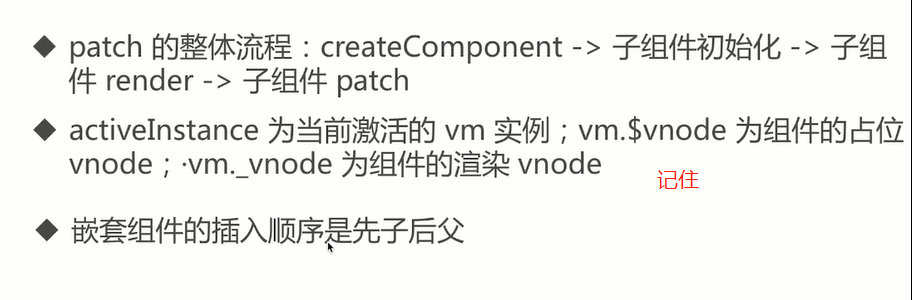 ◆ patch 的整体流程：createComponent -> 子组件初始化 -> 子组
件 render -> 子组件 patch
◆ activeInstance 为当前激活的 vm 实例；vm.$vnode 为组件的占位
vnode；·vm._vnode 为组件的渲染 vnode
记住
◆ 嵌套组件的插入顺序是先子后父